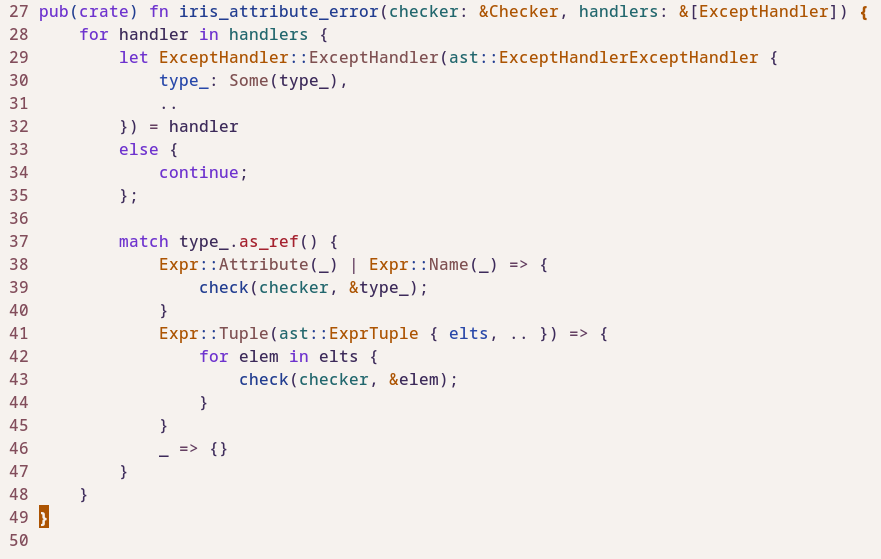 27 pub(crate) fn iris_attribute_error(checker: &Checker, handlers: &[ExceptHandler]) {
28     for handler in handlers {
29         let ExceptHandler::ExceptHandler(ast::ExceptHandlerExceptHandler {
30             type_: Some(type_),
31             ..
32         }) = handler
33         else {
34             continue;
35         };
36
37         match type_.as_ref() {
38             Expr::Attribute(_) | Expr::Name(_) => {
39                 check(checker, &type_);
40             }
41             Expr::Tuple(ast::ExprTuple { elts, .. }) => {
42                 for elem in elts {
43                     check(checker, &elem);
44                 }
45             }
46             _ => {}
47         }
48     }
49 }
50